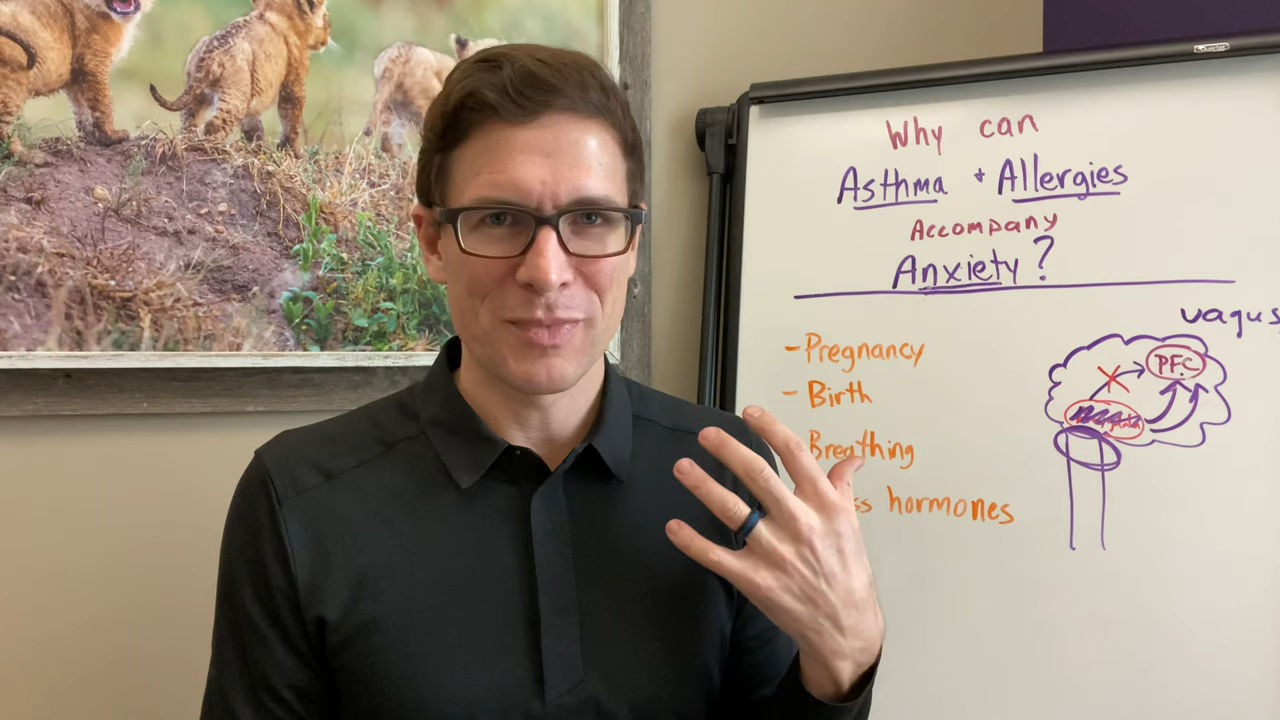 Why can
Asthma + Allergies
Accompany
Anxiety?
- Pregnancy
- Birth
Breathing
hormones
vagus
PFC